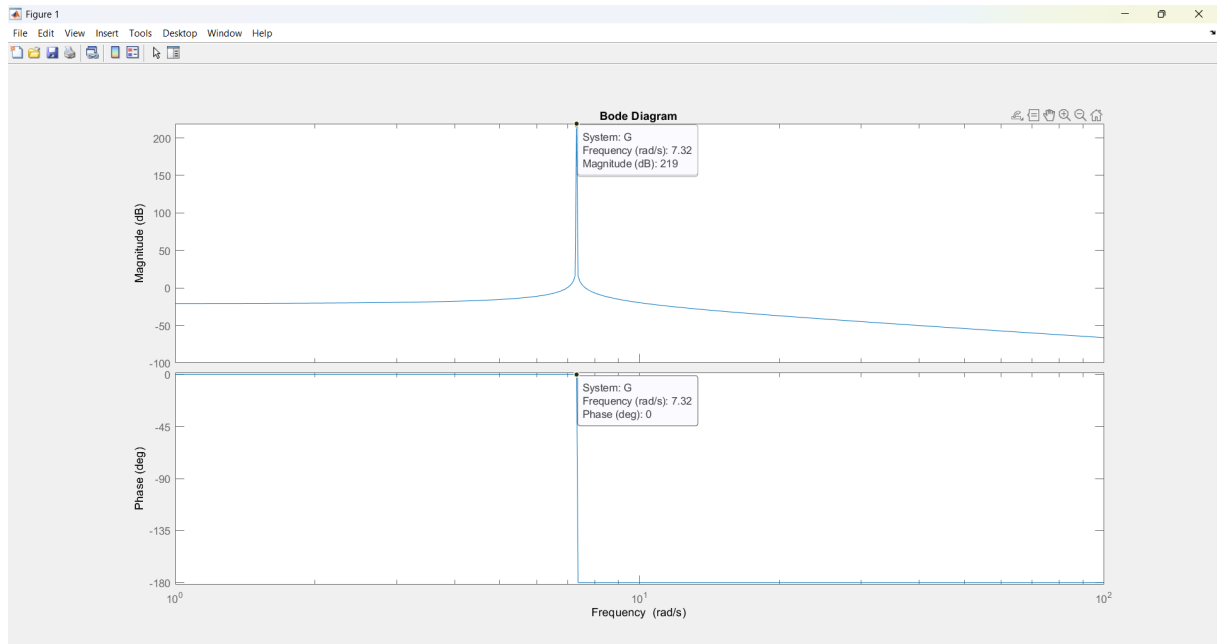 Figure 1
File Edit View Insert Tools Desktop Window Help
Bode Diagram
System: G
Frequency (rad/s): 7.32
Magnitude (dB): 219
200
150
100
50
0
-50
-100
Magnitude (dB)
System: G
Frequency (rad/s): 7.32
Phase (deg): 0
0
-45
-90
-135
-180
Phase (deg)
10^0 10^1 10^2
Frequency (rad/s)